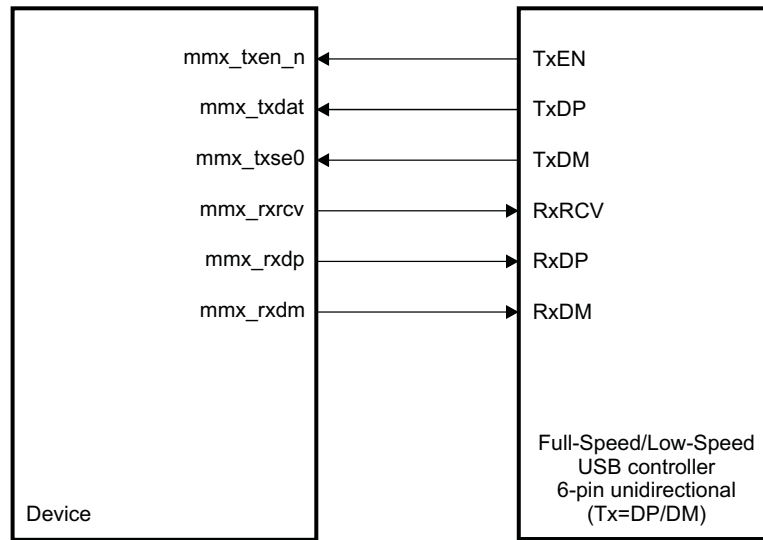 mmx_txen_n TxEN
mmx_txdat TxDP
mmx_txse0 TxDM
mmx_rxrcv RxRCV
mmx_rxdp RxDP
mmx_rxdm RxDM
Full-Speed/Low-Speed
USB controller
6-pin unidirectional
(Tx=DP/DM)
Device